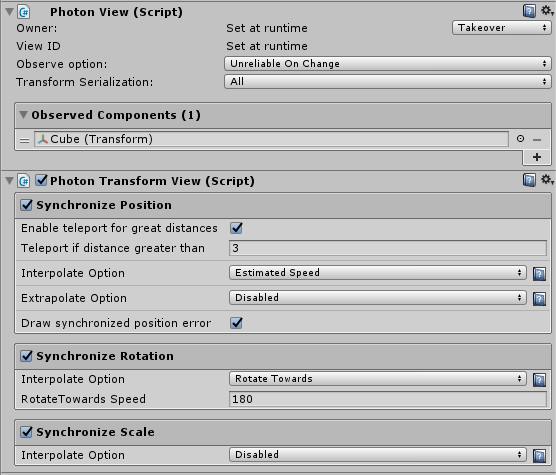 Photon View (Script)
Owner: Set at runtime Takeover
View ID Set at runtime
Observe option: Unreliable On Change
Transform Serialization: All
Observed Components (1)
Cube (Transform)
Photon Transform View (Script)
Synchronize Position
Enable teleport for great distances
Teleport if distance greater than 3
Interpolate Option Estimated Speed
Extrapolate Option Disabled
Draw synchronized position error
Synchronize Rotation
Interpolate Option Rotate Towards
RotateTowards Speed 180
Synchronize Scale
Interpolate Option Disabled